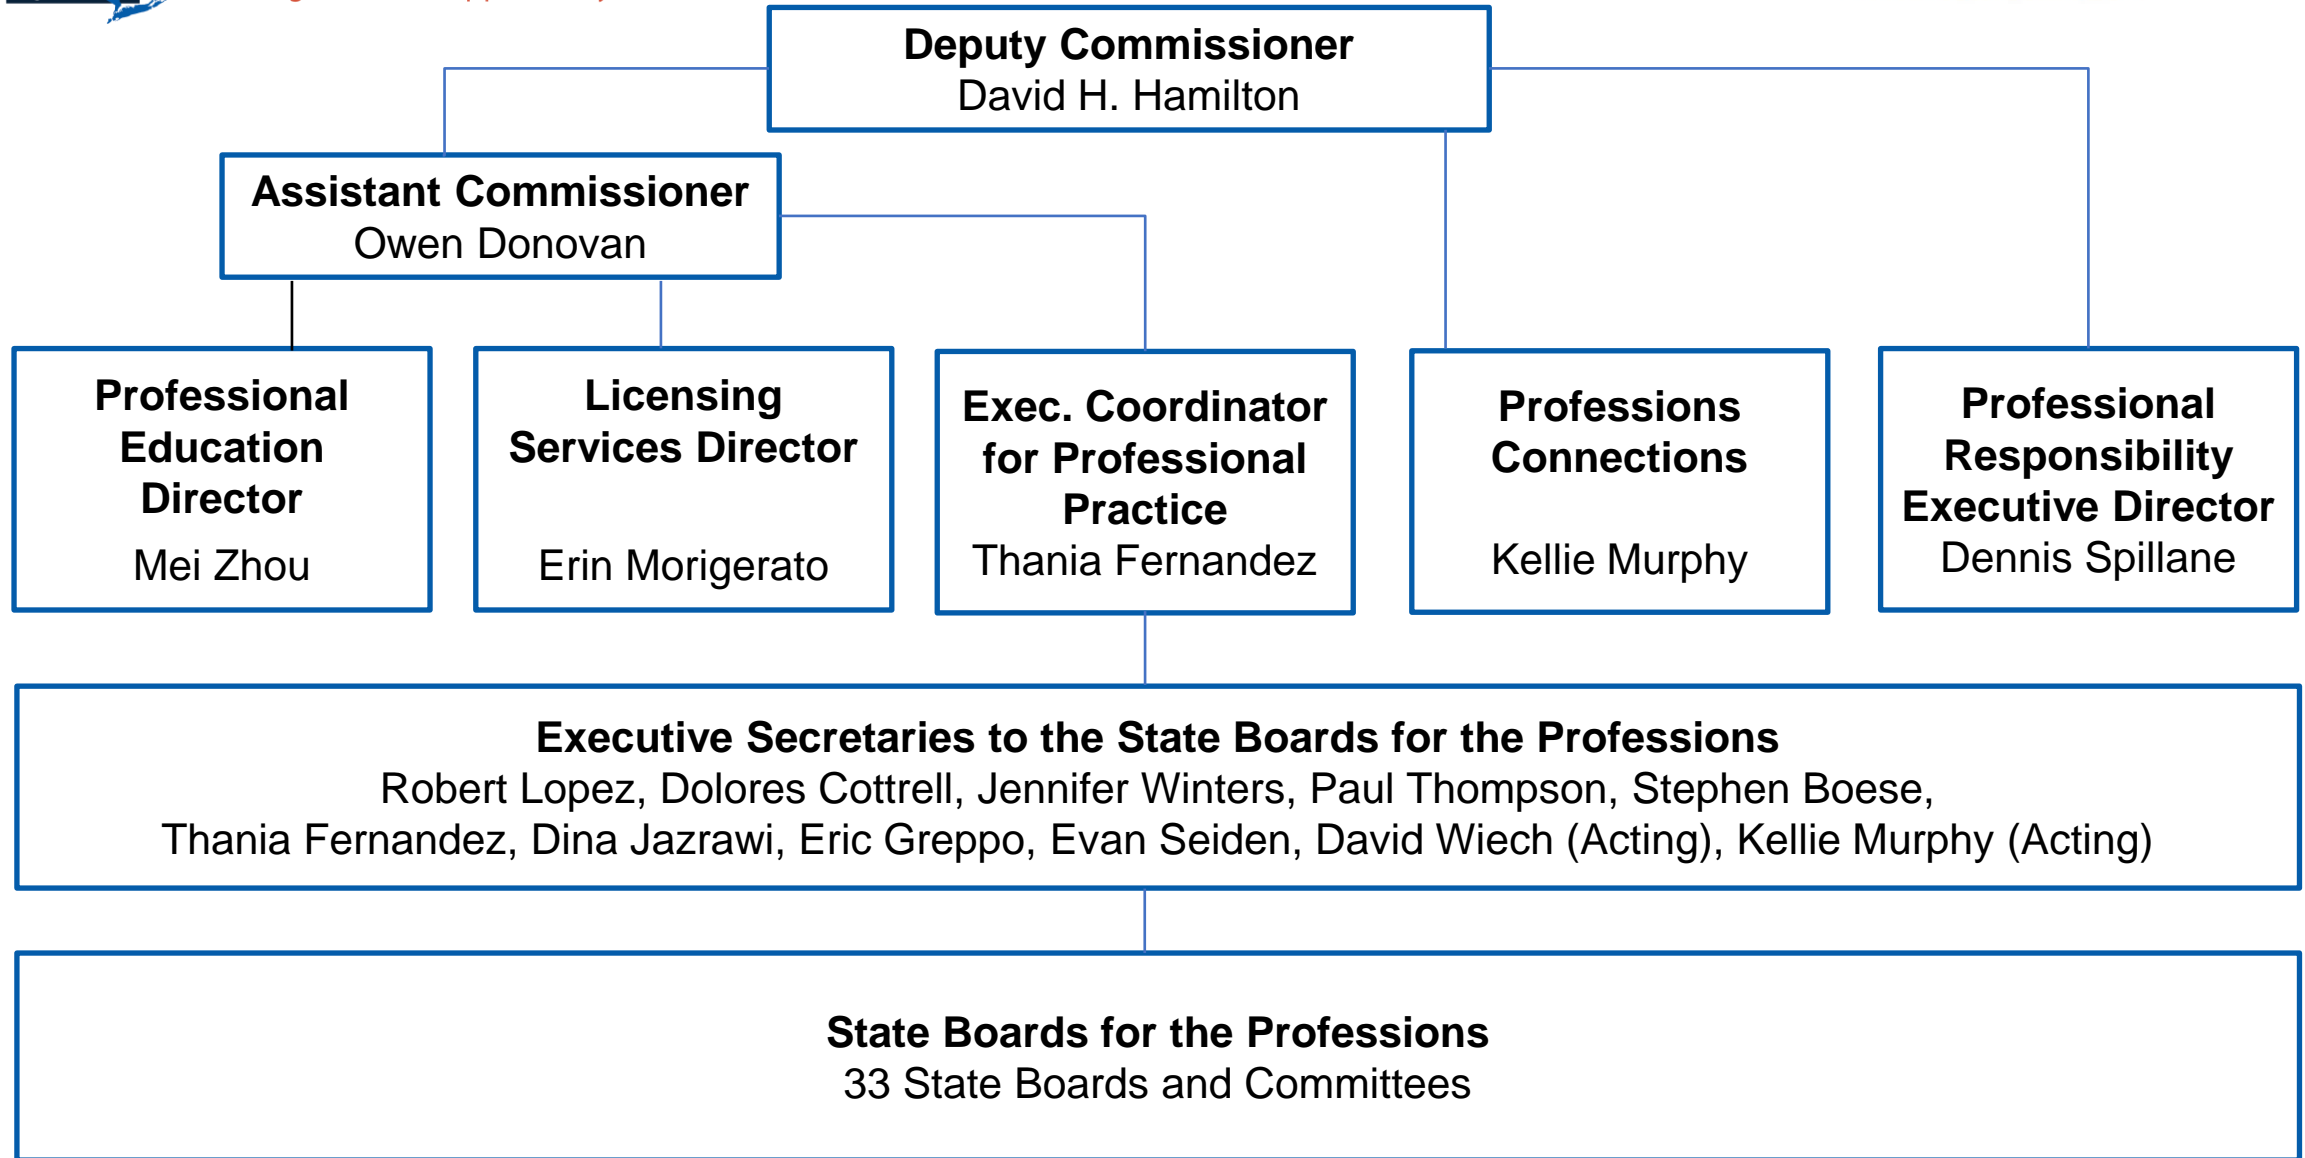 Deputy Commissioner
David H. Hamilton
Assistant Commissioner
Owen Donovan
Professional
Education
Director
Mei Zhou
Licensing
Services Director
Erin Morigerato
Exec. Coordinator
for Professional
Practice
Thania Fernandez
Professions
Connections
Kellie Murphy
Professional
Responsibility
Executive Director
Dennis Spillane
Executive Secretaries to the State Boards for the Professions
Robert Lopez, Dolores Cottrell, Jennifer Winters, Paul Thompson, Stephen Boese,
Thania Fernandez, Dina Jazrawi, Eric Greppo, Evan Seiden, David Wiech (Acting), Kellie Murphy (Acting)
State Boards for the Professions
33 State Boards and Committees